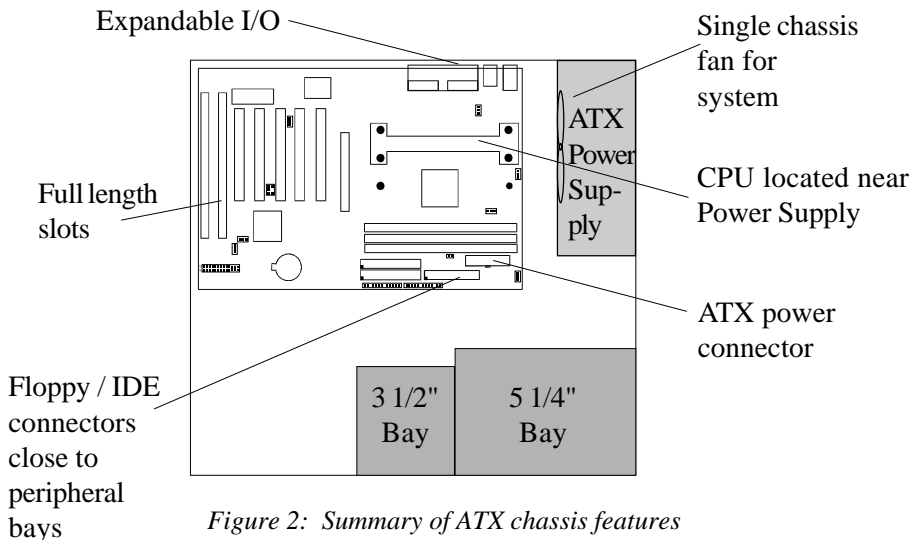 Expandable I/O
Single chassis
fan for
system
ATX
Power
Sup-
ply
Full length
slots
CPU located near
Power Supply
ATX power
connector
Floppy / IDE
connectors
close to
peripheral
bays
3 1/2"
Bay
5 1/4"
Bay
Figure 2: Summary of ATX chassis features